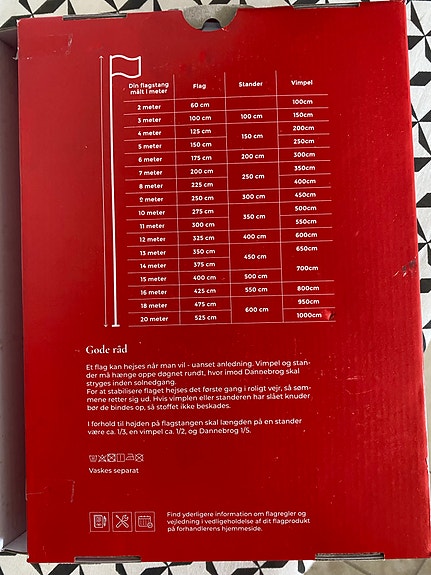 Din flagstang målt i meter Flag Stander Vimpel
2 meter 60 cm 100cm
3 meter 100 cm 100 cm 150cm
4 meter 125 cm 150 cm 200cm
5 meter 150 cm 250cm
6 meter 175 cm 200 cm 300cm
7 meter 200 cm 250 cm 350cm
8 meter 225 cm 400cm
9 meter 250 cm 300 cm 450cm
10 meter 275 cm 350 cm 500cm
11 meter 300 cm 550cm
12 meter 325 cm 400 cm 600cm
13 meter 350 cm 450 cm 650cm
14 meter 375 cm 700cm
15 meter 400 cm 500 cm
16 meter 425 cm 550 cm 800cm
18 meter 475 cm 600 cm 950cm
20 meter 525 cm 1000cm
Gode råd
Et flag kan hejses når man vil - uanset anledning. Vimpel og stan-
der må hænge oppe døgnet rundt, hvor imod Dannebrog skal
stryges inden solnedgang.
For at stabilisere flaget hejses det første gang i roligt vejr, så søm-
mene retter sig ud. Hvis vimplen eller standeren har slået knuder
bør de bindes op, så stoffet ikke beskades.
I forhold til højden på flagstangen skal længden på en stander
være ca. 1/3, en vimpel ca. 1/2, og Dannebrog 1/5.
Vaskes separat
Find yderligere information om flagregler og
vejledning i vedligeholdelse af dit flagprodukt
på forhandlerens hjemmeside.